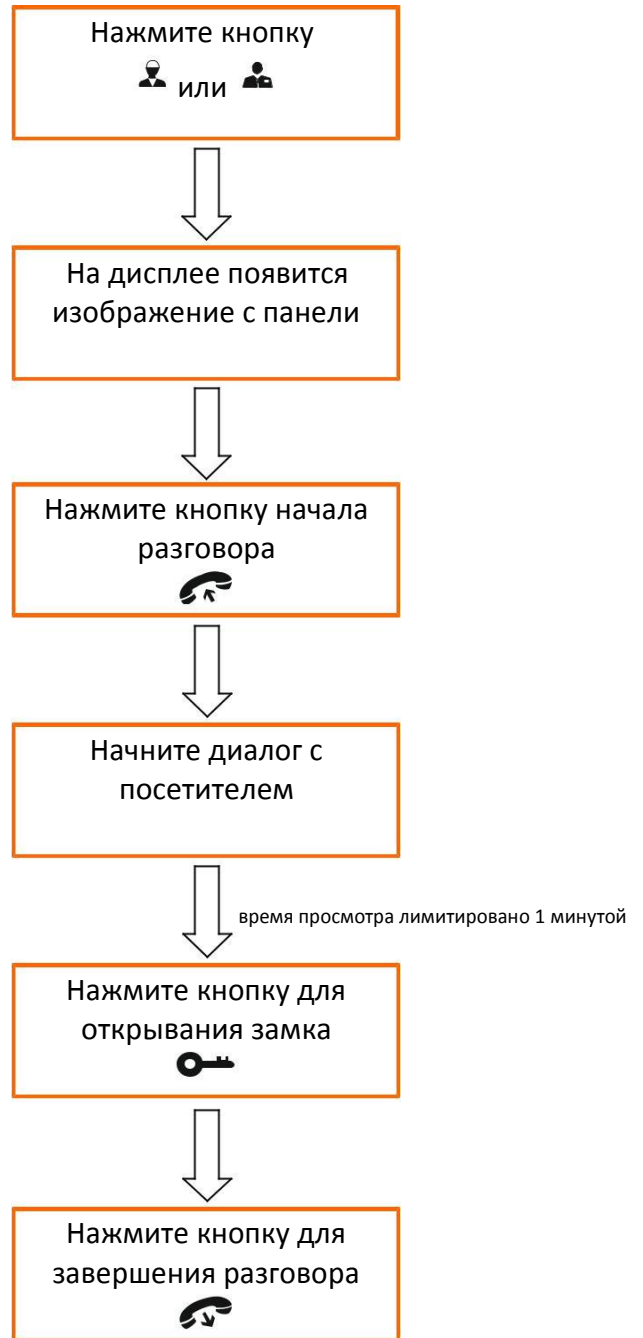 Нажмите кнопку
или
На дисплее появится
изображение с панели
Нажмите кнопку начала
разговора
Начните диалог с
посетителем
время просмотра лимитировано 1 минутой
Нажмите кнопку для
открывания замка
Нажмите кнопку для
завершения разговора